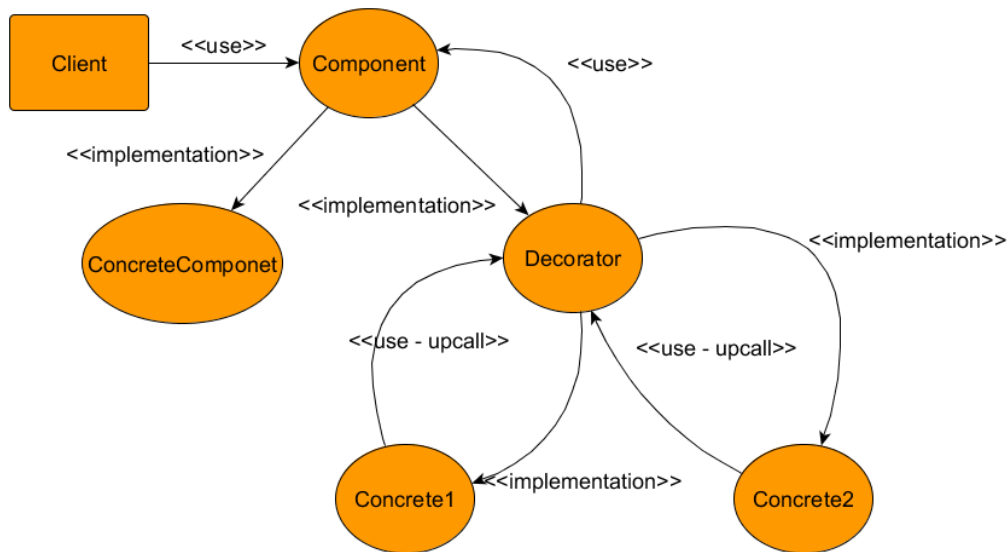 <<use>>
Client
Component
<<use>>
<<implementation>>
<<implementation>>
ConcreteComponet
Decorator
<<implementation>>
<<use - upcall>>
<<use - upcall>>
<<implementation>>
Concrete1
Concrete2